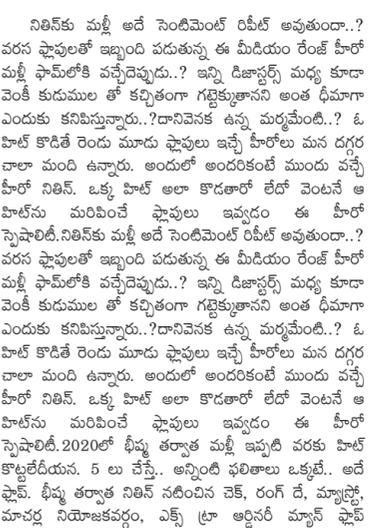 నితిన్‌కు మళ్లీ అదే సెంటిమెంట్ రిపీట్ అవుతుందా..?
వరస ఫ్లాపులతో ఇబ్బంది పడుతున్న ఈ మీడియం రేంజ్ హీరో
మళ్లీ ఫామ్‌లోకి వచ్చేదెప్పుడు..? ఇన్ని డిజాస్టర్స్ మధ్య కూడా
వెంకీ కుడుముల తో కచ్చితంగా గట్టెక్కుతానని అంత ధీమాగా
ఎందుకు కనిపిస్తున్నారు..?దానివెనక ఉన్న మర్మమేంటి..? ఓ
హిట్ కొడితే రెండు మూడు ఫ్లాపులు ఇచ్చే హీరోలు మన దగ్గర
చాలా మంది ఉన్నారు. అందులో అందరికంటే ముందు వచ్చే
హీరో నితిన్. ఒక్క హిట్ అలా కొడతారో లేదో వెంటనే ఆ
హిట్‌ను మరిపించే ఫ్లాపులు ఇవ్వడం ఈ హీరో
స్పెషాలిటీ.నితిన్‌కు మళ్లీ అదే సెంటిమెంట్ రిపీట్ అవుతుందా..?
వరస ఫ్లాపులతో ఇబ్బంది పడుతున్న ఈ మీడియం రేంజ్ హీరో
మళ్లీ ఫామ్‌లోకి వచ్చేదెప్పుడు..? ఇన్ని డిజాస్టర్స్ మధ్య కూడా
వెంకీ కుడుముల తో కచ్చితంగా గట్టెక్కుతానని అంత ధీమాగా
ఎందుకు కనిపిస్తున్నారు..?దానివెనక ఉన్న మర్మమేంటి..? ఓ
హిట్ కొడితే రెండు మూడు ఫ్లాపులు ఇచ్చే హీరోలు మన దగ్గర
చాలా మంది ఉన్నారు. అందులో అందరికంటే ముందు వచ్చే
హీరో నితిన్. ఒక్క హిట్ అలా కొడతారో లేదో వెంటనే ఆ
హిట్‌ను మరిపించే ఫ్లాపులు ఇవ్వడం ఈ హీరో
స్పెషాలిటీ.2020లో భీష్మ తర్వాత మళ్లీ ఇప్పటి వరకు హిట్
కొట్టలేదీయన. 5 లు చేస్తే.. అన్నింటి ఫలితాలు ఒక్కటే.. అదే
ఫ్లాప్. భీష్మ తర్వాత నితిన్ నటించిన చెక్, రంగ్ దే, మ్యాస్ట్రో,
మాచర్ల నియోజకవర్గం, ఎక్స్ ట్రా ఆర్డినరీ మ్యాన్ ఫ్లాప్